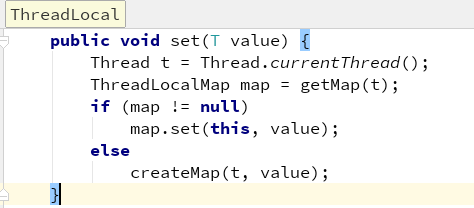 ThreadLocal
public void set(T value) {
Thread t = Thread.currentThread();
ThreadLocalMap map = getMap(t);
if (map != null)
map.set(this, value);
else
createMap(t, value);
}